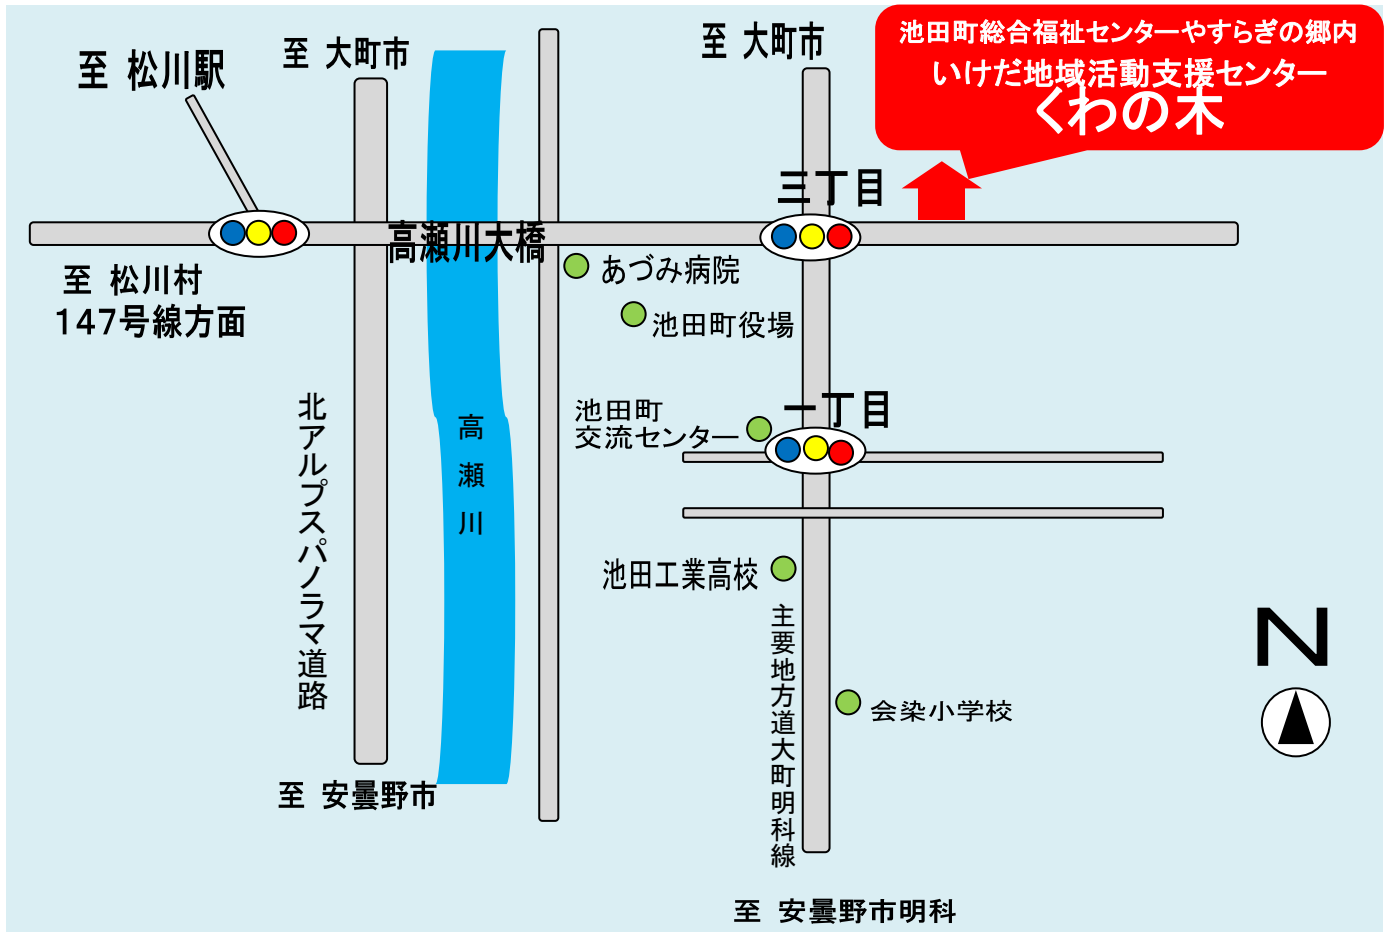 池田町総合福祉センターやすらぎの郷内
いけだ地域活動支援センター
くわの木
至 松川駅
至 大町市
至 大町市
三丁目
高瀬川大橋
至 松川村
147号線方面
あづみ病院
池田町役場
池田町
交流センター
一丁目
北アルプスパノラマ道路
高瀬川
池田工業高校
主要地方道大町明科線
会染小学校
N
至 安曇野市
至 安曇野市明科